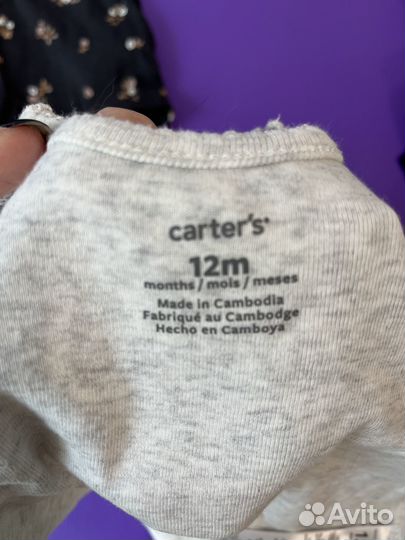 carter's
12m
months / mois / meses
Made in Cambodia
Fabriqué au Cambodge
Hecho en Camboya
Avito